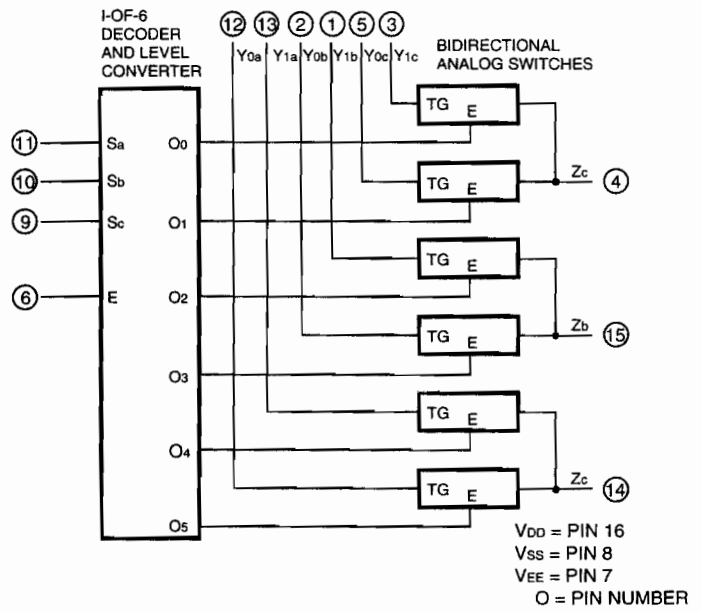 I-OF-6
DECODER
AND LEVEL
CONVERTER
12 13 2 1 5 3
Y0a Y1a Y0b Y1b Y0c Y1c
BIDIRECTIONAL
ANALOG SWITCHES
TG E
11 Sa O0
10 Sb
TG E
Zc 4
9 Sc O1
TG E
6 E O2
TG E
Zb 15
O3
TG E
O4
TG E
Zc 14
O5
VDD = PIN 16
VSS = PIN 8
VEE = PIN 7
O = PIN NUMBER